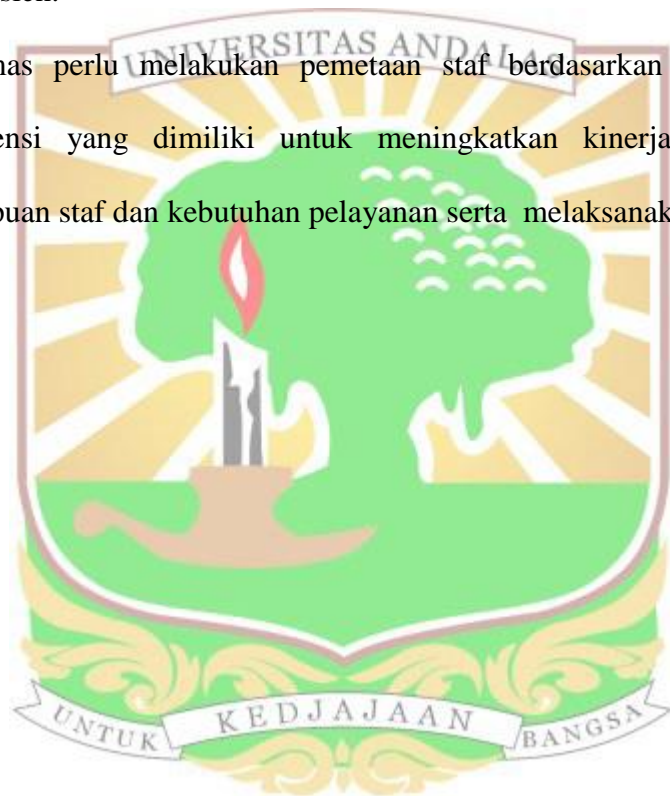 nas perlu melakukan pemetaan staf berdasarkan
ensi yang dimiliki untuk meningkatkan kinerja
puan staf dan kebutuhan pelayanan serta melaksanak
UNIVERSITAS ANDALAS
UNTUK KEDJAJAAN BANGSA